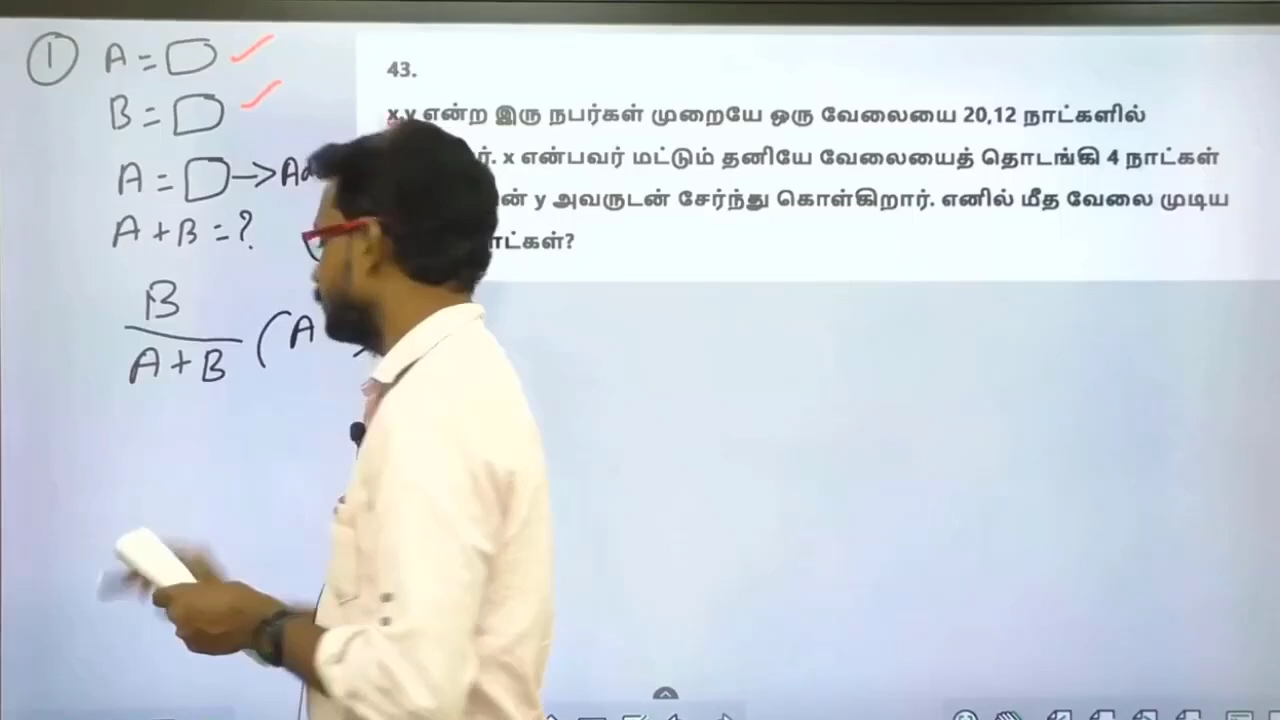 ① A = □ ✓
B = □ ✓
A = □ →
A + B = ?
B
A + B (A
43.
x,y என்ற இரு நபர்கள் முறையே ஒரு வேலையை 20,12 நாட்களில்
x என்பவர் மட்டும் தனியே வேலையைத் தொடங்கி 4 நாட்கள்
y அவருடன் சேர்ந்து கொள்கிறார். எனில் மீத வேலை முடிய